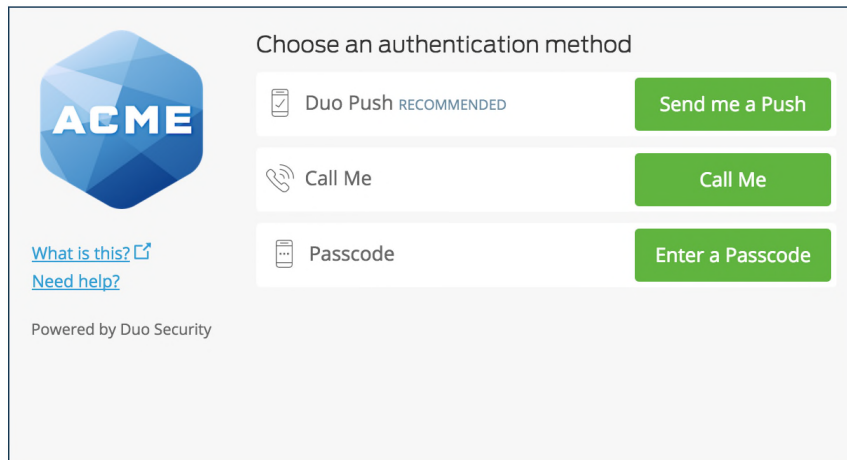 ACME
What is this?
Need help?
Powered by Duo Security
Choose an authentication method
Duo Push RECOMMENDED
Send me a Push
Call Me
Call Me
Passcode
Enter a Passcode